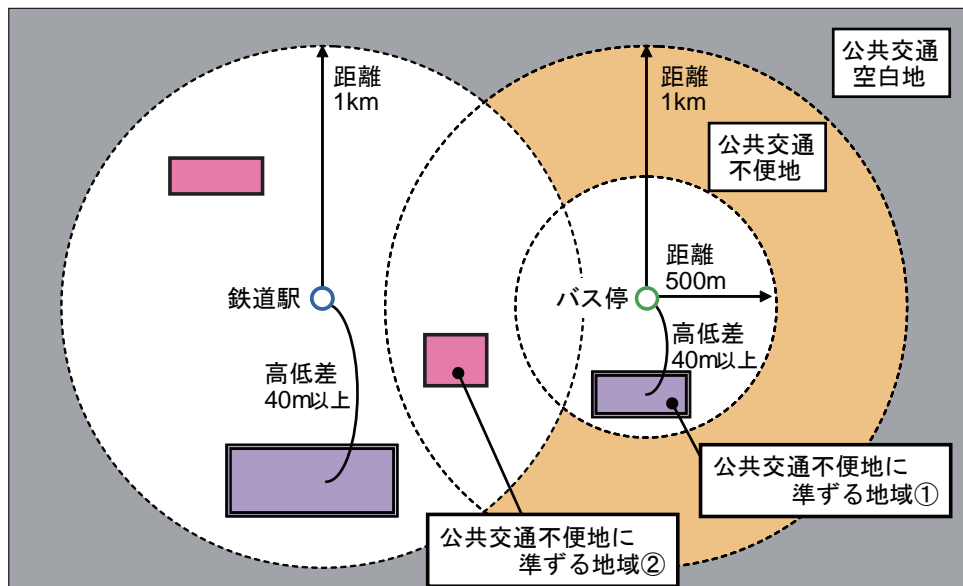 公共交通
空白地
距離
1km
距離
1km
公共交通
不便地
鉄道駅
バス停
距離
500m
高低差
40m以上
高低差
40m以上
公共交通不便地に
準ずる地域①
公共交通不便地に
準ずる地域②